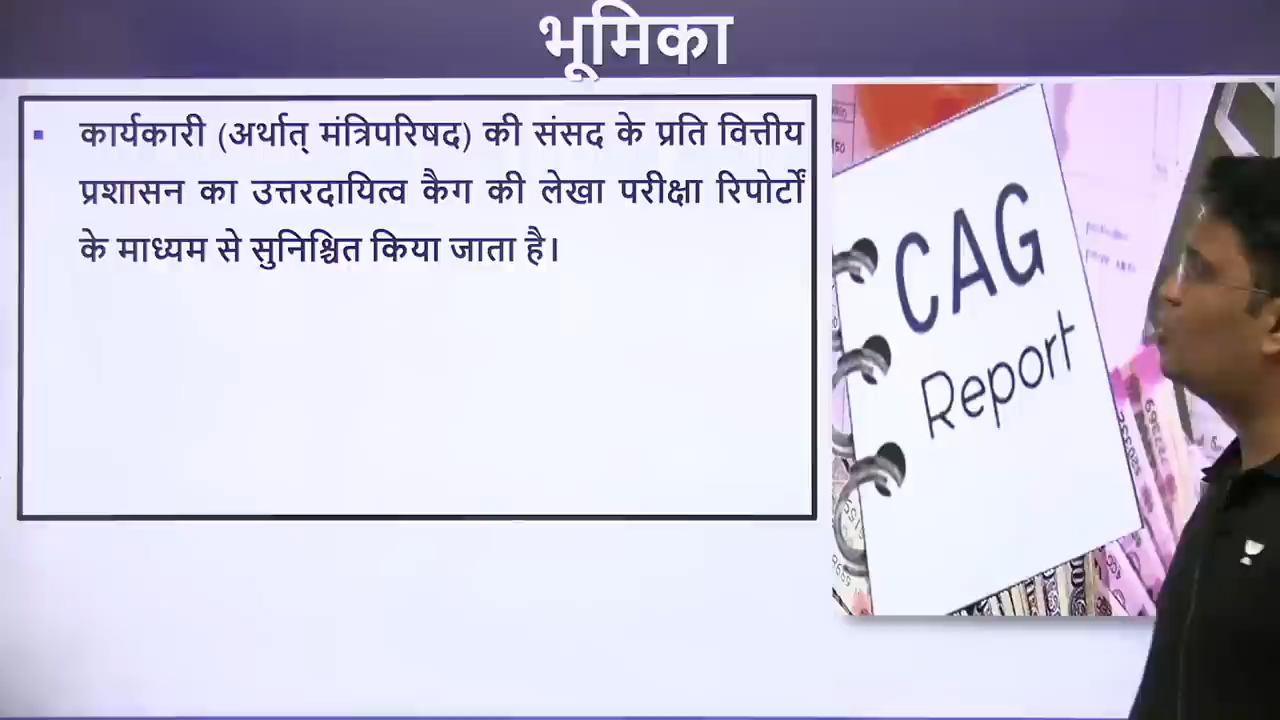 भूमिका
▪ कार्यकारी (अर्थात् मंत्रिपरिषद) की संसद के प्रति वित्तीय
प्रशासन का उत्तरदायित्व कैग की लेखा परीक्षा रिपोर्टों
के माध्यम से सुनिश्चित किया जाता है।
CAG
Report